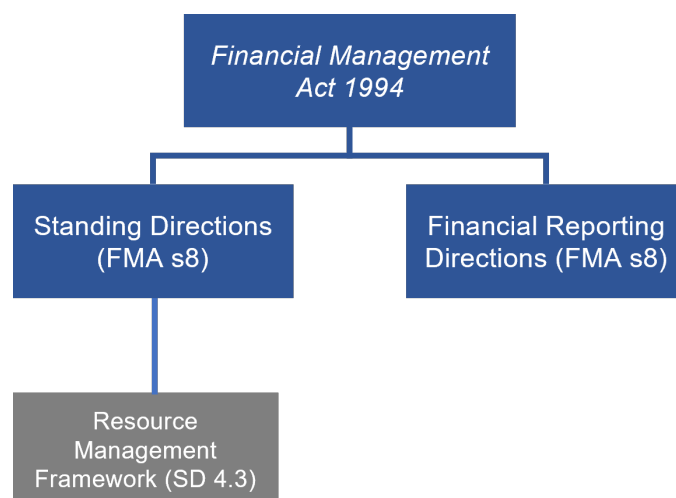 Financial Management
Act 1994
Standing Directions
(FMA s8)
Financial Reporting
Directions (FMA s8)
Resource
Management
Framework (SD 4.3)